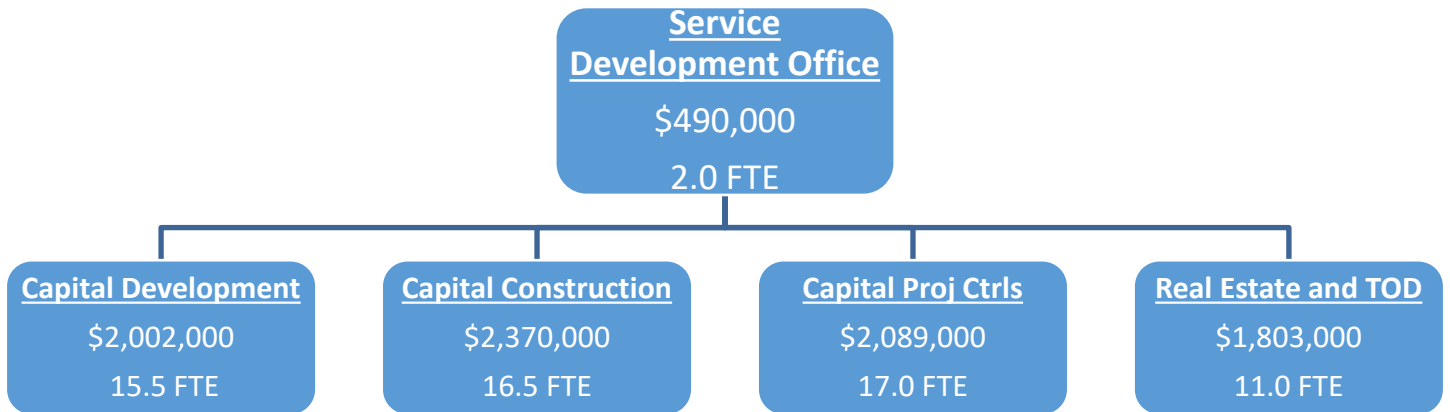 Service
Development Office
$490,000
2.0 FTE
Capital Development
$2,002,000
15.5 FTE
Capital Construction
$2,370,000
16.5 FTE
Capital Proj Ctrls
$2,089,000
17.0 FTE
Real Estate and TOD
$1,803,000
11.0 FTE